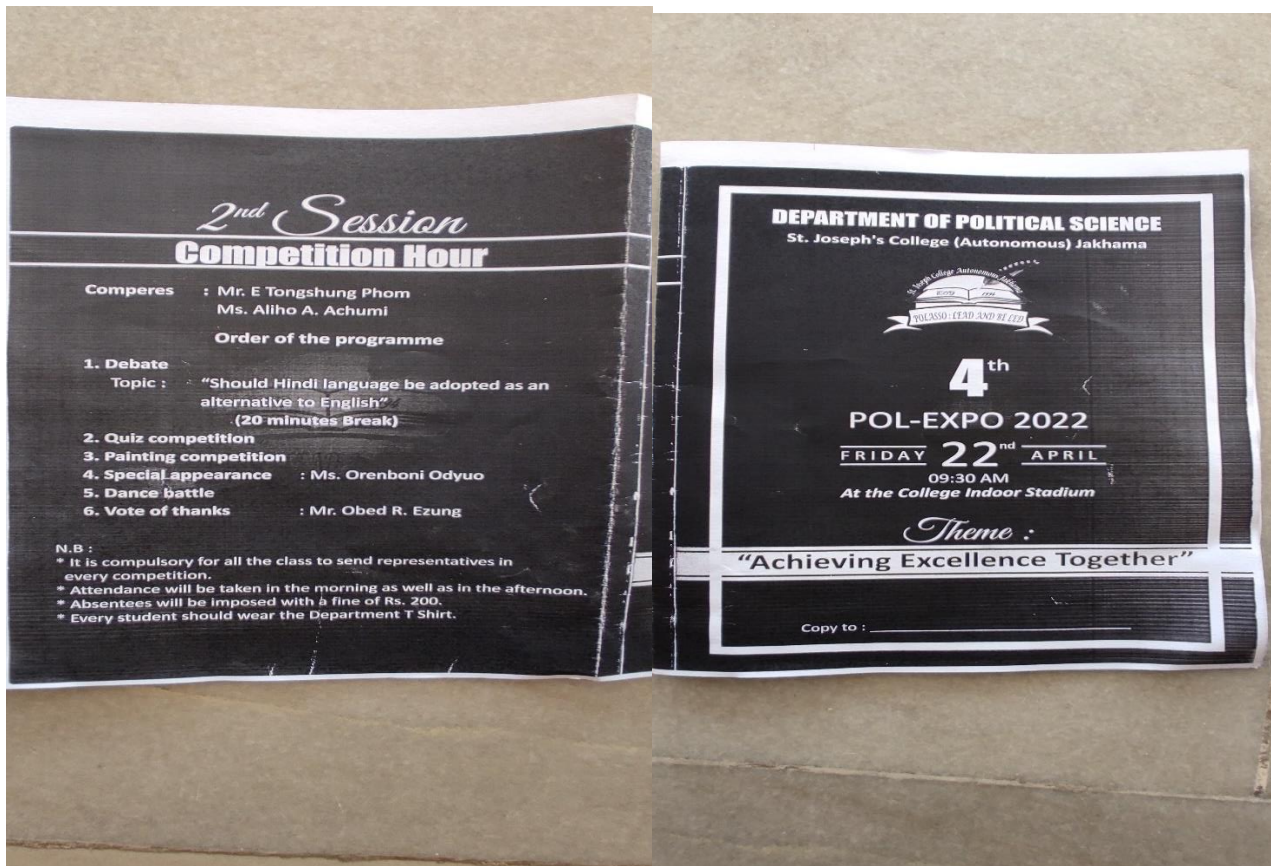 2nd Session
Competition Hour
Comperes : Mr. E Tongshung Phom
Ms. Aliho A. Achumi
Order of the programme
1. Debate
Topic : "Should Hindi language be adopted as an
alternative to English"
(20 minutes Break)
2. Quiz competition
3. Painting competition
4. Special appearance : Ms. Orenboni Odyuo
5. Dance battle
6. Vote of thanks : Mr. Obed R. Ezung
N.B :
* It is compulsory for all the class to send representatives in
every competition.
* Attendance will be taken in the morning as well as in the afternoon.
* Absentees will be imposed with a fine of Rs. 200.
* Every student should wear the Department T Shirt.
DEPARTMENT OF POLITICAL SCIENCE
St. Joseph's College (Autonomous) Jakhama
St. Joseph College Autonomous Jakhama
POLASSO : LEAD AND BE LED
4th
POL-EXPO 2022
FRIDAY 22nd APRIL
09:30 AM
At the College Indoor Stadium
Theme :
"Achieving Excellence Together"
Copy to :